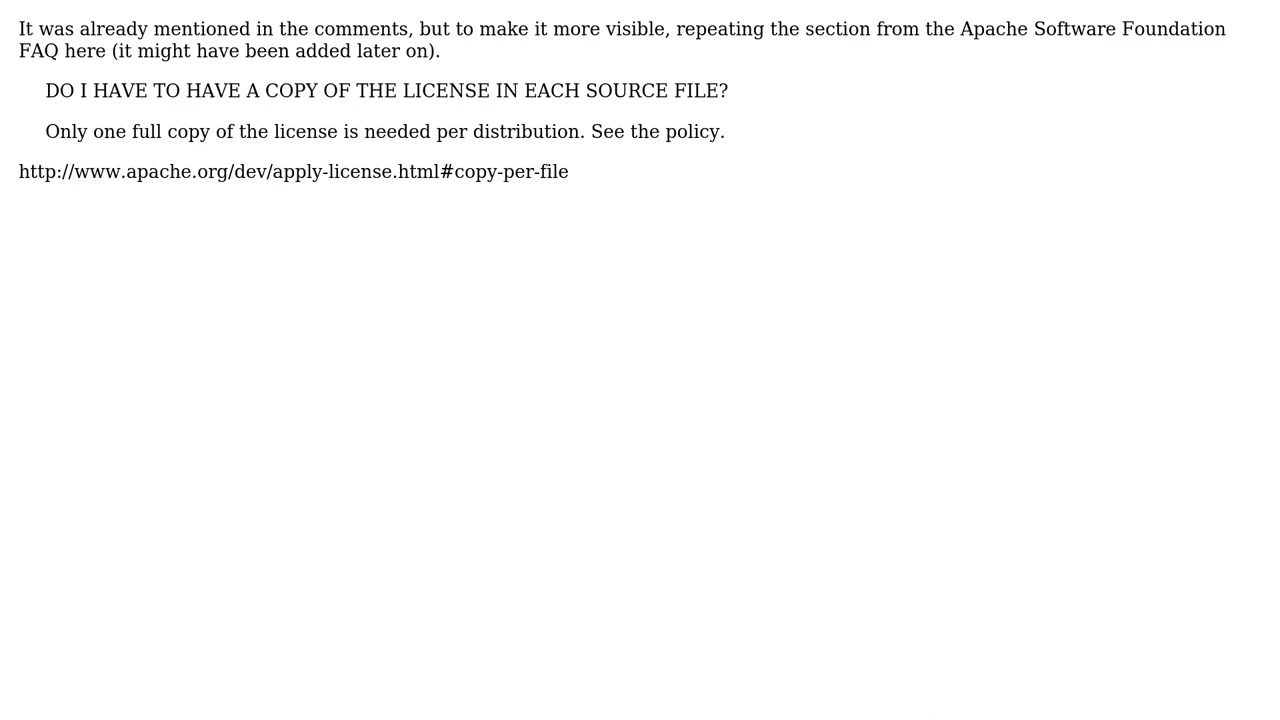 It was already mentioned in the comments, but to make it more visible, repeating the section from the Apache Software Foundation
FAQ here (it might have been added later on).
DO I HAVE TO HAVE A COPY OF THE LICENSE IN EACH SOURCE FILE?
Only one full copy of the license is needed per distribution. See the policy.
http://www.apache.org/dev/apply-license.html#copy-per-file